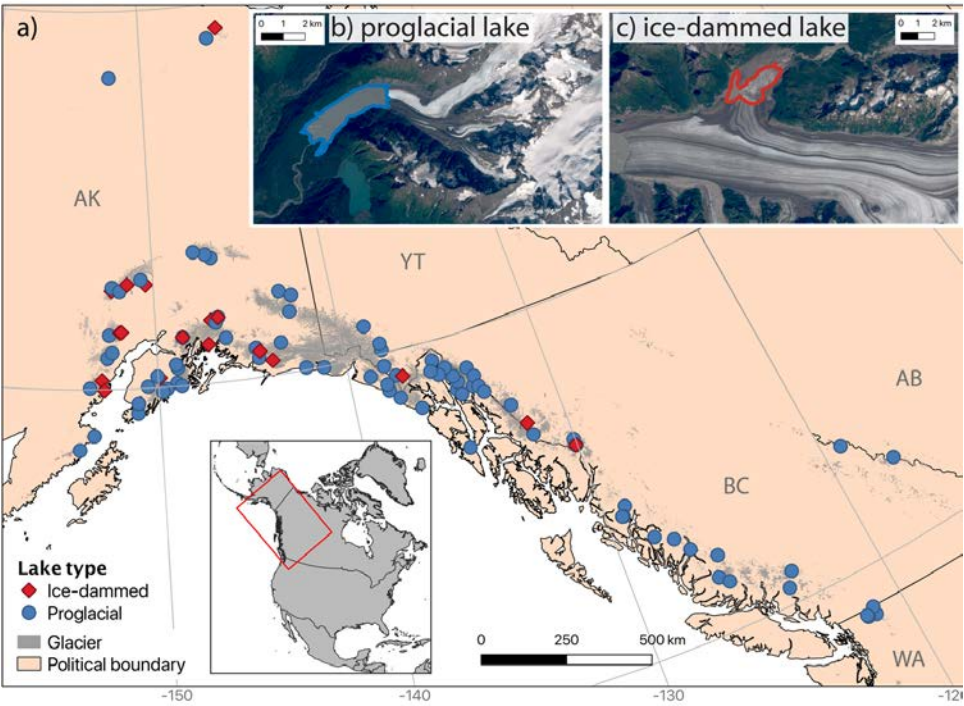 a)
0 1 2 km
b) proglacial lake
c) ice-dammed lake
0 1 2 km
AK
YT
AB
BC
WA
Lake type
Ice-dammed
Proglacial
Glacier
Political boundary
0 250 500 km
-150
-140
-130